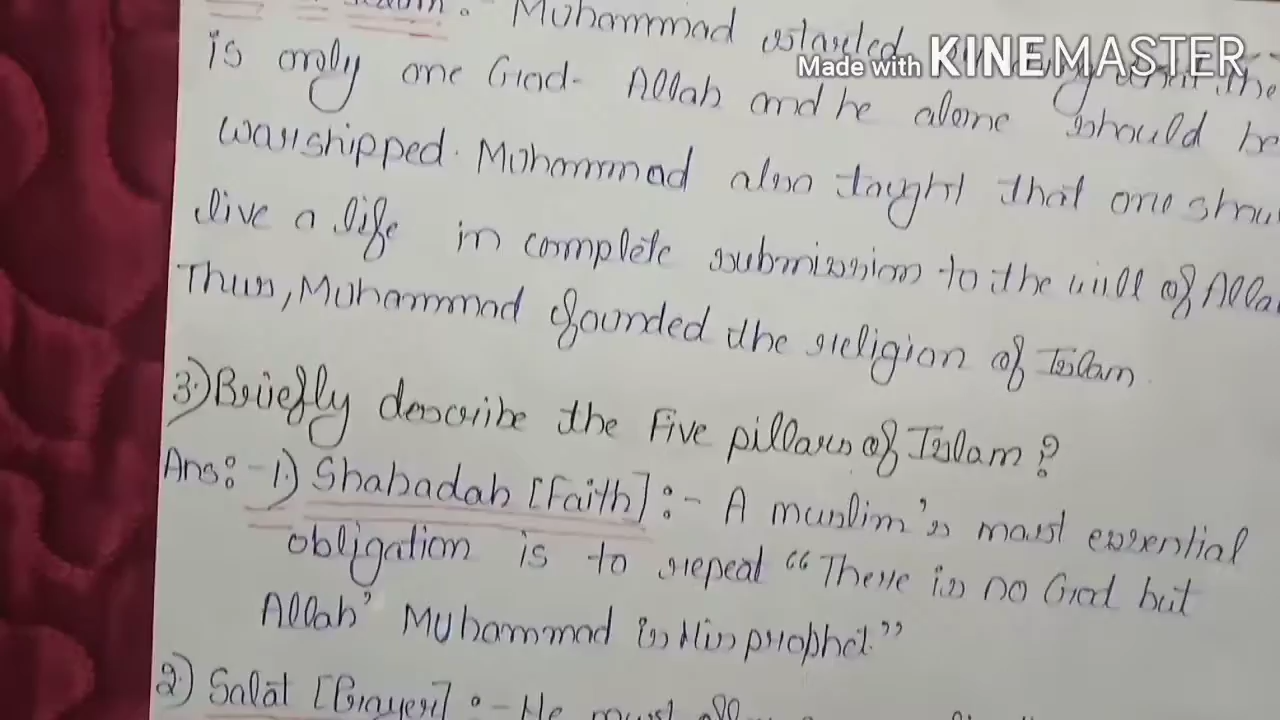 Muhammad started
Made with KINEMASTER
is only one God- Allah and he alone should be
worshipped. Muhammad also taught that one
live a life in complete submission to the will of
Thus, Muhammad founded the religion of Islam.
3.) Briefly describe the Five pillars of Islam?
Ans:-1.) Shahadah [Faith]:- A muslim's most essential
obligation is to repeat “There is no God but
Allah’ Muhammad is His prophet.”
2.) Salat [Prayer]:- He must